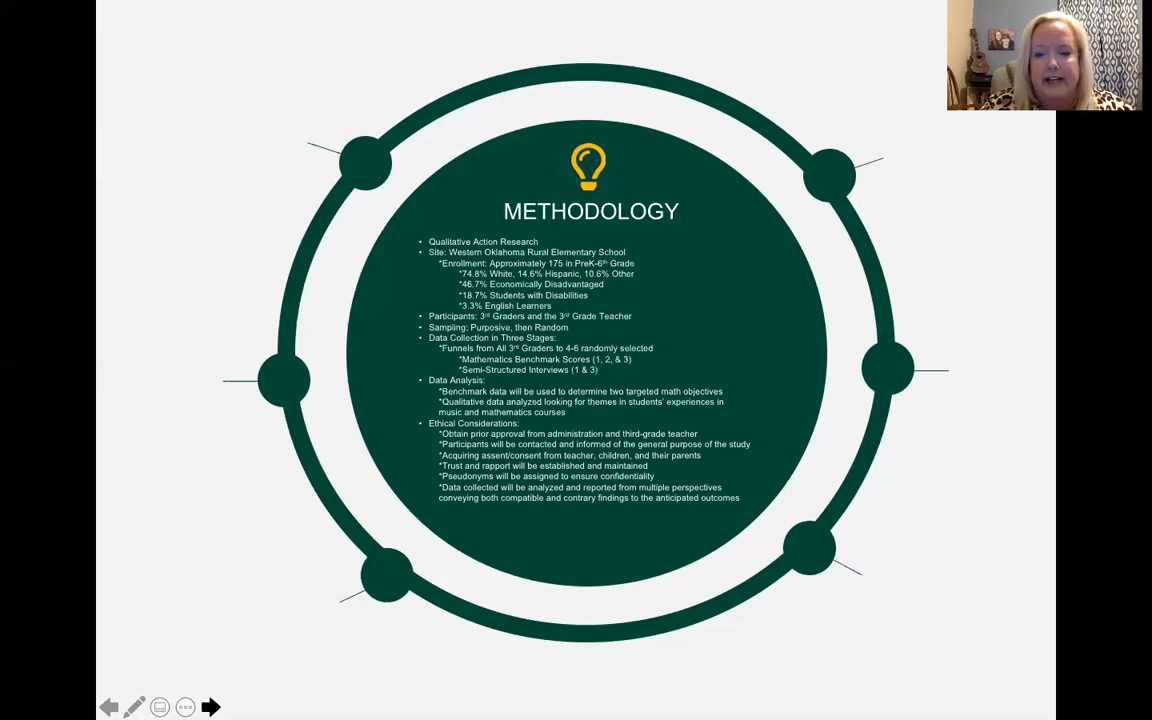 METHODOLOGY
• Qualitative Action Research
• Site: Western Oklahoma Rural Elementary School
*Enrollment: Approximately 175 in PreK-6th Grade
*74.8% White, 14.6% Hispanic, 10.6% Other
*46.7% Economically Disadvantaged
*18.7% Students with Disabilities
*3.3% English Learners
• Participants: 3rd Graders and the 3rd Grade Teacher
• Sampling: Purposive, then Random
• Data Collection in Three Stages:
*Funnels from All 3rd Graders to 4-6 randomly selected
*Mathematics Benchmark Scores (1, 2, & 3)
*Semi-Structured Interviews (1 & 3)
• Data Analysis:
*Benchmark data will be used to determine two targeted math objectives
*Qualitative data analyzed looking for themes in students' experiences in
music and mathematics courses
• Ethical Considerations:
*Obtain prior approval from administration and third-grade teacher
*Participants will be contacted and informed of the general purpose of the study
*Acquiring assent/consent from teacher, children, and their parents
*Trust and rapport will be established and maintained
*Pseudonyms will be assigned to ensure confidentiality
*Data collected will be analyzed and reported from multiple perspectives
conveying both compatible and contrary findings to the anticipated outcomes